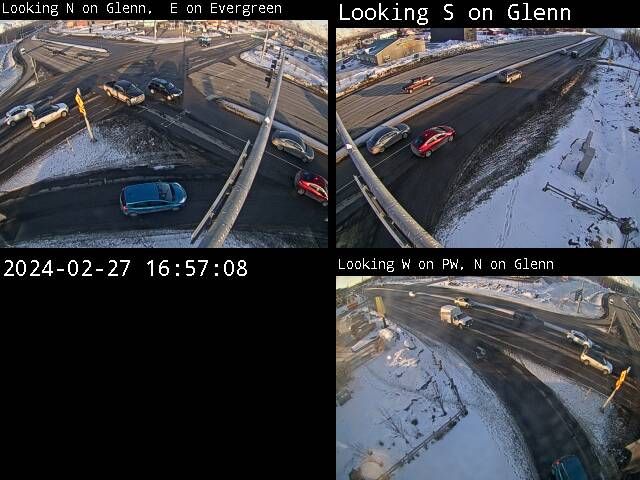 Looking N on Glenn, E on Evergreen
Looking S on Glenn
2024-02-27 16:57:08
Looking W on PW, N on Glenn